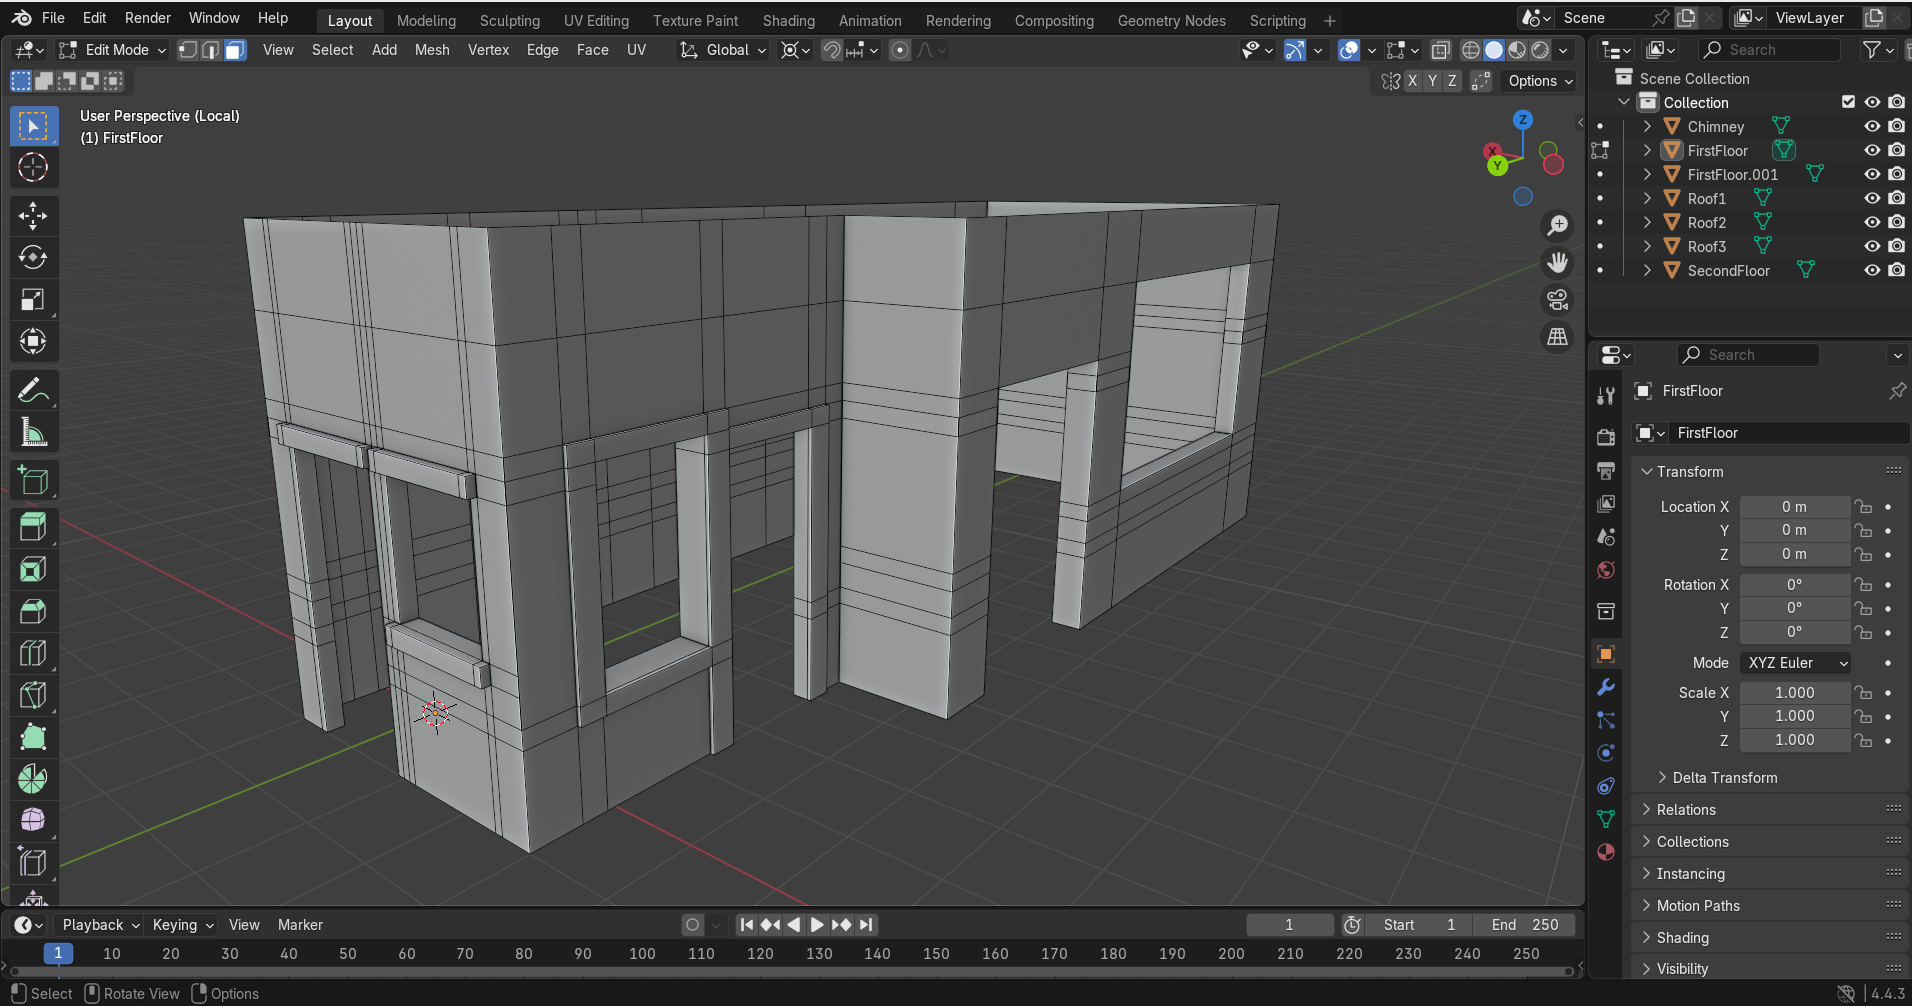 File Edit Render Window Help Layout Modeling Sculpting UV Editing Texture Paint Shading Animation Rendering Compositing Geometry Nodes Scripting + Scene ViewLayer
Edit Mode View Select Add Mesh Vertex Edge Face UV Global Search
X Y Z Options
User Perspective (Local)
(1) FirstFloor
Z
X
Y
Scene Collection
Collection
Chimney
FirstFloor
FirstFloor.001
Roof1
Roof2
Roof3
SecondFloor
Search
FirstFloor
FirstFloor
Transform
Location X 0 m
Y 0 m
Z 0 m
Rotation X 0°
Y 0°
Z 0°
Mode XYZ Euler
Scale X 1.000
Y 1.000
Z 1.000
Delta Transform
Relations
Collections
Instancing
Motion Paths
Shading
Visibility
Playback Keying View Marker 1 Start 1 End 250
1 10 20 30 40 50 60 70 80 90 100 110 120 130 140 150 160 170 180 190 200 210 220 230 240 250
Select Rotate View Options 4.4.3